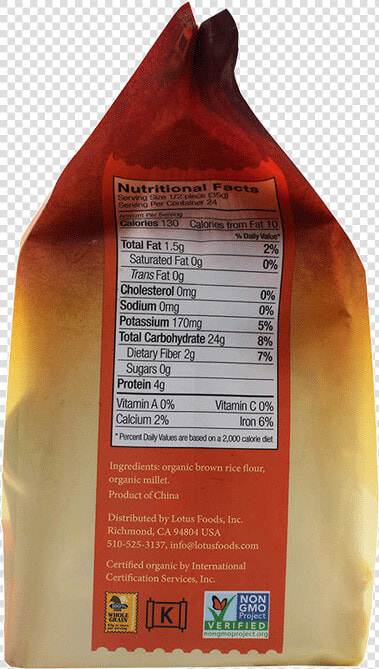 Nutritional Facts
Serving Size 1/2 piece (35g)
Serving Per Container 24
Amount Per Serving
Calories 130 Calories from Fat 10
% Daily Value*
Total Fat 1.5g 2%
Saturated Fat 0g 0%
Trans Fat 0g
Cholesterol 0mg 0%
Sodium 0mg 0%
Potassium 170mg 5%
Total Carbohydrate 24g 8%
Dietary Fiber 2g 7%
Sugars 0g
Protein 4g
Vitamin A 0% Vitamin C 0%
Calcium 2% Iron 6%
* Percent Daily Values are based on a 2,000 calorie diet
Ingredients: organic brown rice flour,
organic millet.
Product of China
Distributed by Lotus Foods, Inc.
Richmond, CA 94804 USA
510-525-3137, info@lotusfoods.com
Certified organic by International
Certification Services, Inc.
WHOLE
GRAIN
K
NON
GMO
Project
VERIFIED
nongmoproject.org